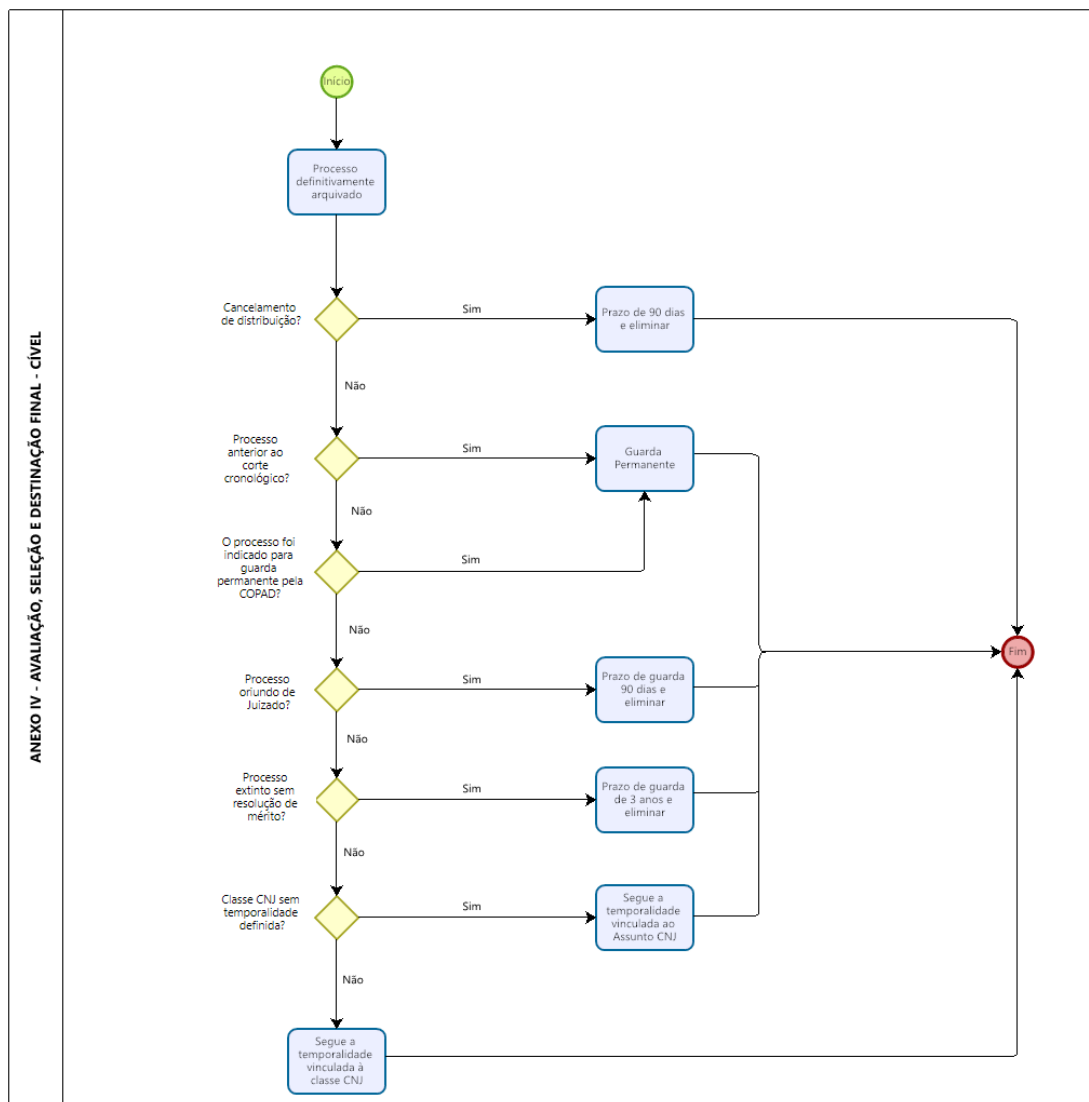 ANEXO IV - AVALIAÇÃO, SELEÇÃO E DESTINAÇÃO FINAL - CÍVEL
Início
Processo
definitivamente
arquivado
Cancelamento
de distribuição?
Sim
Prazo de 90 dias
e eliminar
Não
Processo
anterior ao
corte
cronológico?
Sim
Guarda
Permanente
Não
O processo foi
indicado para
guarda
permanente pela
COPAD?
Sim
Não
Processo
oriundo de
Juizado?
Sim
Prazo de guarda
90 dias e
eliminar
Fim
Não
Processo
extinto sem
resolução de
mérito?
Sim
Prazo de guarda
de 3 anos e
eliminar
Não
Classe CNJ sem
temporalidade
definida?
Sim
Segue a
temporalidade
vinculada ao
Assunto CNJ
Não
Segue a
temporalidade
vinculada à
classe CNJ